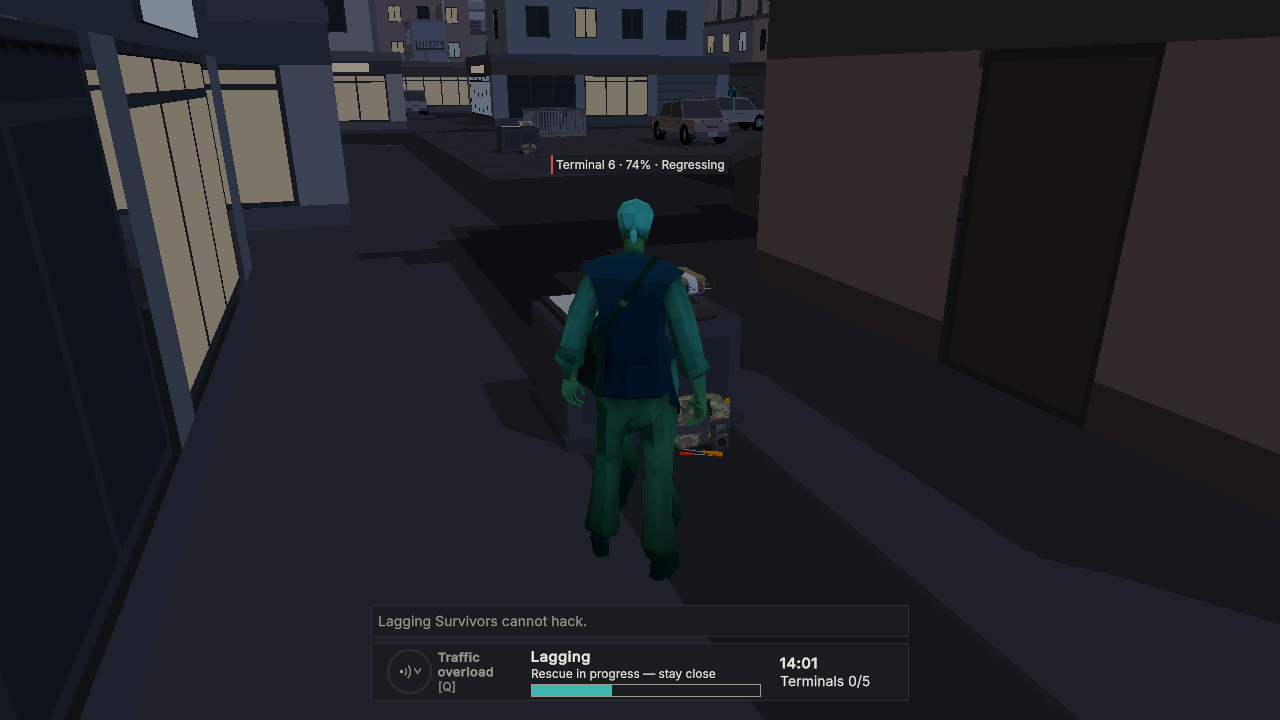 Terminal 6 · 74% · Regressing
Lagging Survivors cannot hack.
Traffic
overload
[Q]
Lagging
Rescue in progress — stay close
14:01
Terminals 0/5